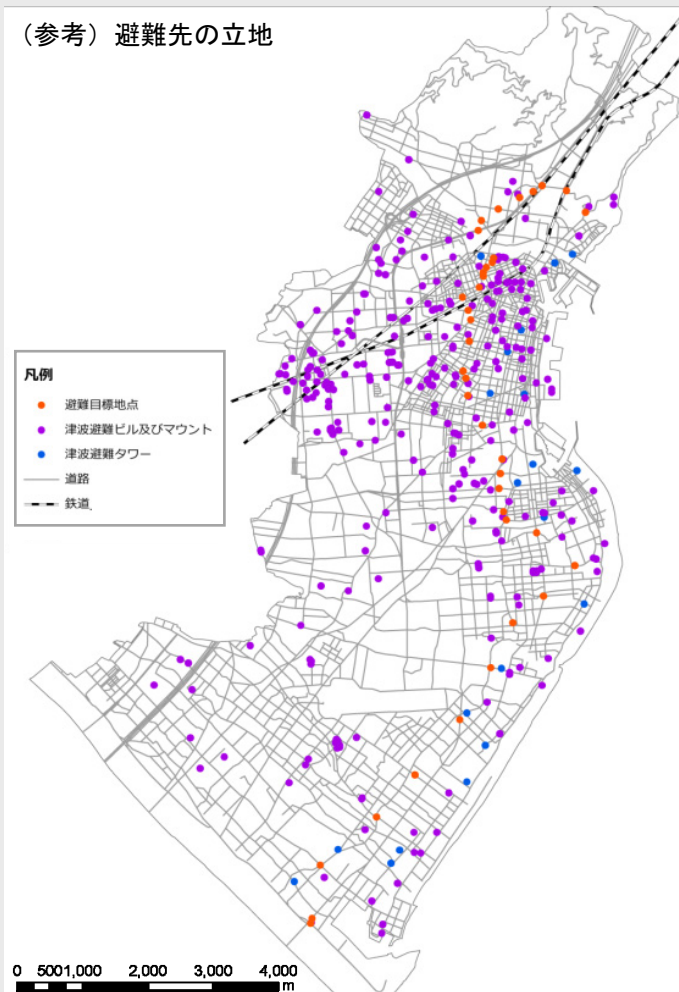 （参考）避難先の立地
凡例
避難目標地点
津波避難ビル及びマウント
津波避難タワー
道路
鉄道
0 5001,000 2,000 3,000 4,000
m